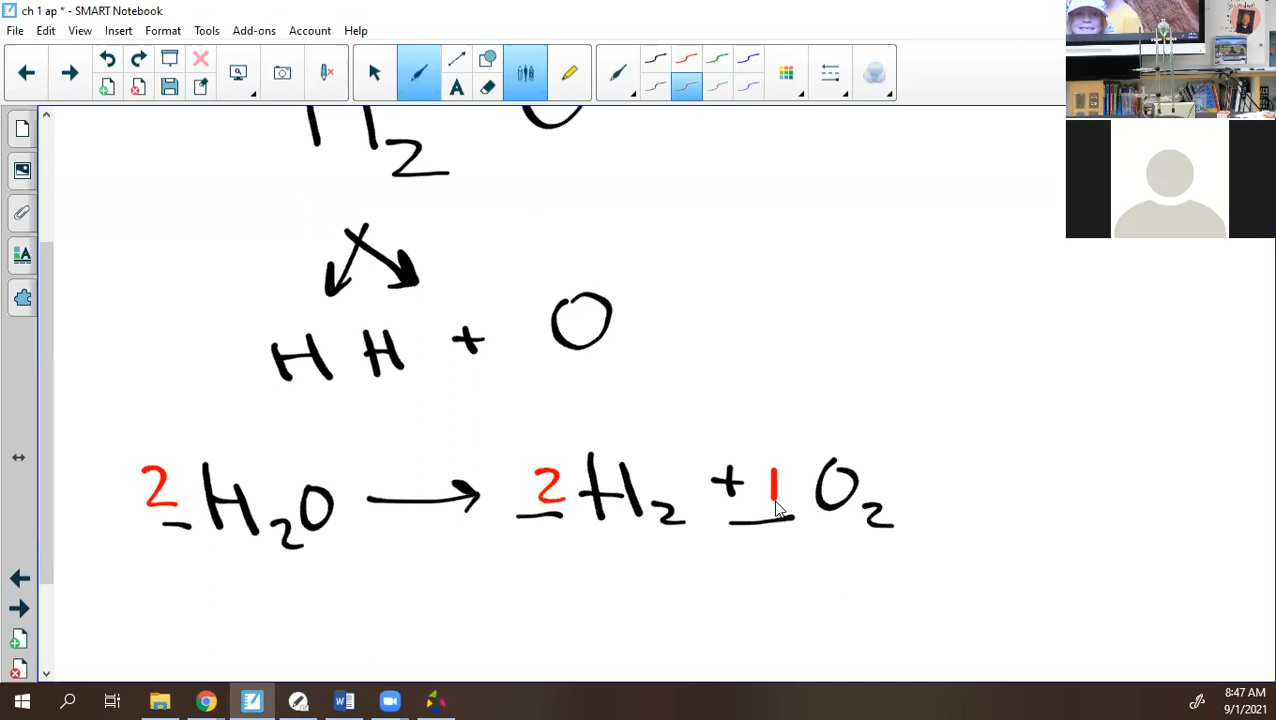 ch 1 ap * - SMART Notebook
File Edit View Insert Format Tools Add-ons Account Help
A
H2 O
H H + O
2 H2O → 2 H2 + 1 O2
8:47 AM
9/1/2021